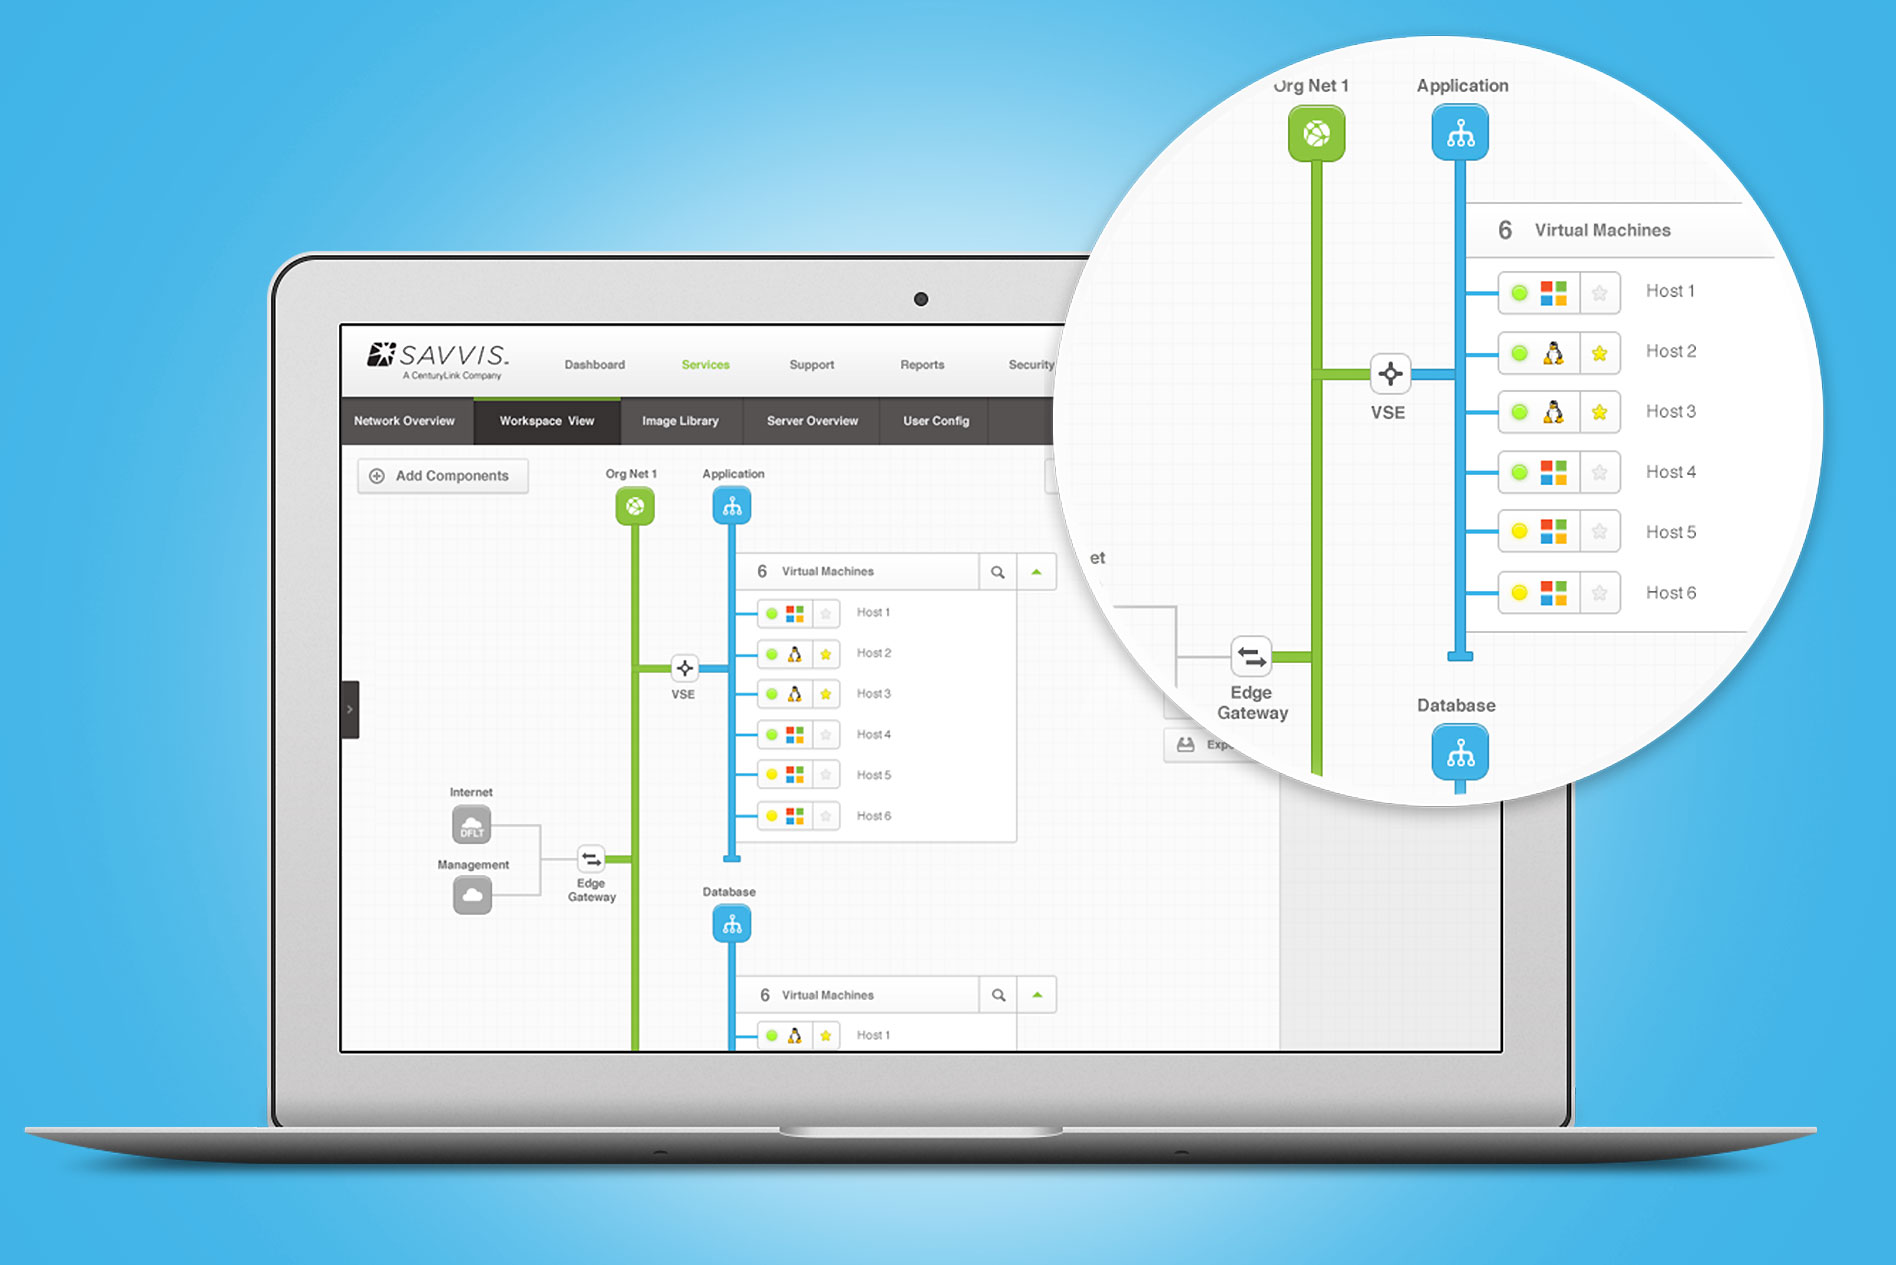 SAVVIS
A CenturyLink Company
Dashboard
Services
Support
Reports
Security
Network Overview
Workspace View
Image Library
Server Overview
User Config
Add Components
Org Net 1
Application
6 Virtual Machines
Host 1
Host 2
Host 3
Host 4
Host 5
Host 6
VSE
Internet
DFLT
Management
Edge
Gateway
Database
6 Virtual Machines
Host 1
Org Net 1
Application
6 Virtual Machines
Host 1
Host 2
Host 3
Host 4
Host 5
Host 6
VSE
et
Edge
Gateway
Database